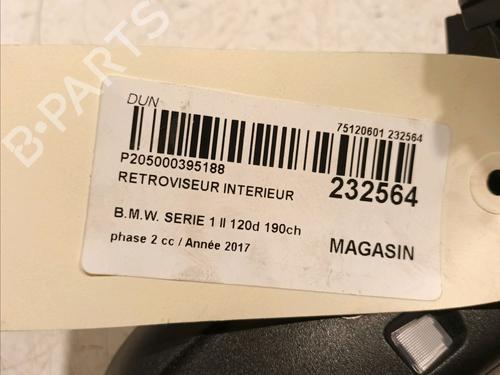 DUN
75120601 232564
P205000395188
RETROVISEUR INTERIEUR
232564
B.M.W. SERIE 1 II 120d 190ch
phase 2 cc / Année 2017
MAGASIN
B-PARTS